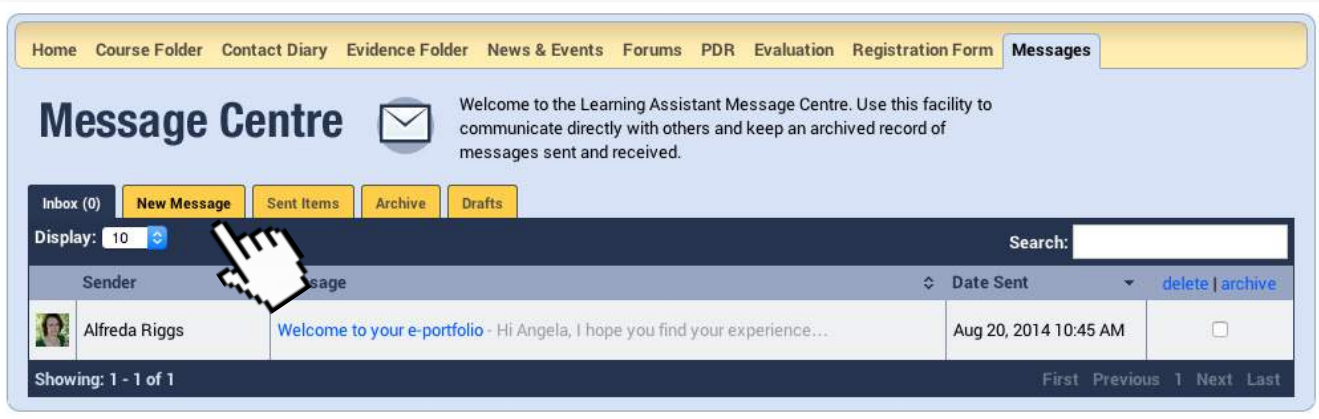 Home Course Folder Contact Diary Evidence Folder News & Events Forums PDR Evaluation Registration Form Messages
Message Centre
Welcome to the Learning Assistant Message Centre. Use this facility to
communicate directly with others and keep an archived record of
messages sent and received.
Inbox (0) New Message Sent Items Archive Drafts
Display: 10 Search:
Sender sage Date Sent delete | archive
Alfreda Riggs Welcome to your e-portfolio - Hi Angela, I hope you find your experience... Aug 20, 2014 10:45 AM
Showing: 1 - 1 of 1 First Previous 1 Next Last